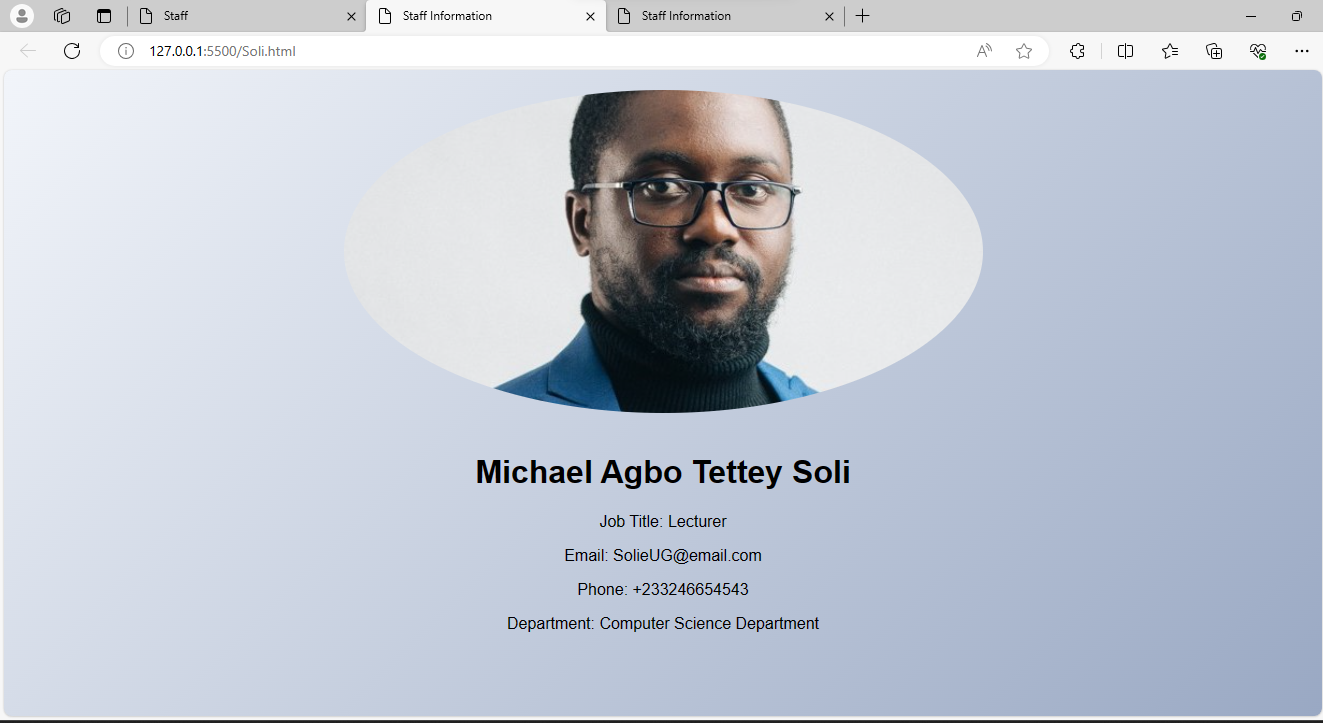 Staff
Staff Information
Staff Information
127.0.0.1:5500/Soli.html
Michael Agbo Tettey Soli
Job Title: Lecturer
Email: SolieUG@email.com
Phone: +233246654543
Department: Computer Science Department